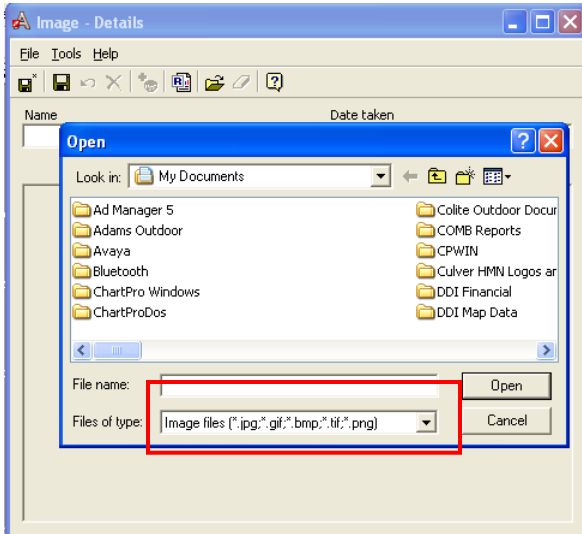 Image - Details
File Tools Help
Name Date taken
Open
Look in: My Documents
Ad Manager 5 Colite Outdoor Docur
Adams Outdoor COMB Reports
Avaya CPWIN
Bluetooth Culver HMN Logos ar
ChartPro Windows DDI Financial
ChartProDos DDI Map Data
File name: Open
Files of type: Image files (*.jpg;*.gif;*.bmp;*.tif;*.png) Cancel